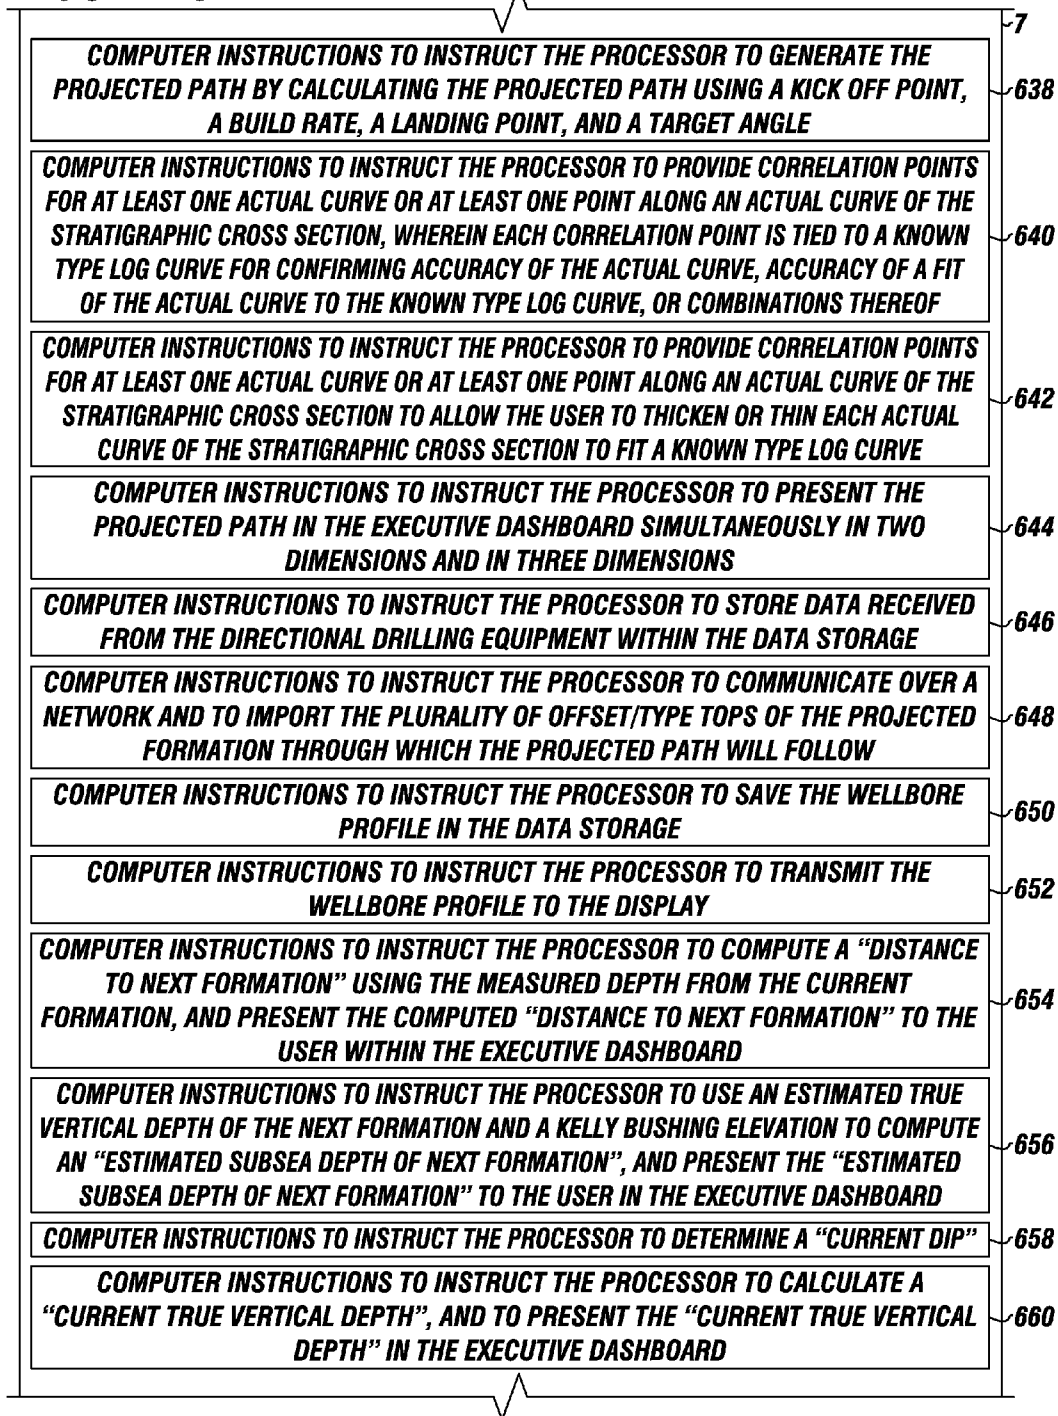 7
COMPUTER INSTRUCTIONS TO INSTRUCT THE PROCESSOR TO GENERATE THE
PROJECTED PATH BY CALCULATING THE PROJECTED PATH USING A KICK OFF POINT,
A BUILD RATE, A LANDING POINT, AND A TARGET ANGLE
638
COMPUTER INSTRUCTIONS TO INSTRUCT THE PROCESSOR TO PROVIDE CORRELATION POINTS
FOR AT LEAST ONE ACTUAL CURVE OR AT LEAST ONE POINT ALONG AN ACTUAL CURVE OF THE
STRATIGRAPHIC CROSS SECTION, WHEREIN EACH CORRELATION POINT IS TIED TO A KNOWN
TYPE LOG CURVE FOR CONFIRMING ACCURACY OF THE ACTUAL CURVE, ACCURACY OF A FIT
OF THE ACTUAL CURVE TO THE KNOWN TYPE LOG CURVE, OR COMBINATIONS THEREOF
640
COMPUTER INSTRUCTIONS TO INSTRUCT THE PROCESSOR TO PROVIDE CORRELATION POINTS
FOR AT LEAST ONE ACTUAL CURVE OR AT LEAST ONE POINT ALONG AN ACTUAL CURVE OF THE
STRATIGRAPHIC CROSS SECTION TO ALLOW THE USER TO THICKEN OR THIN EACH ACTUAL
CURVE OF THE STRATIGRAPHIC CROSS SECTION TO FIT A KNOWN TYPE LOG CURVE
642
COMPUTER INSTRUCTIONS TO INSTRUCT THE PROCESSOR TO PRESENT THE
PROJECTED PATH IN THE EXECUTIVE DASHBOARD SIMULTANEOUSLY IN TWO
DIMENSIONS AND IN THREE DIMENSIONS
644
COMPUTER INSTRUCTIONS TO INSTRUCT THE PROCESSOR TO STORE DATA RECEIVED
FROM THE DIRECTIONAL DRILLING EQUIPMENT WITHIN THE DATA STORAGE
646
COMPUTER INSTRUCTIONS TO INSTRUCT THE PROCESSOR TO COMMUNICATE OVER A
NETWORK AND TO IMPORT THE PLURALITY OF OFFSET/TYPE TOPS OF THE PROJECTED
FORMATION THROUGH WHICH THE PROJECTED PATH WILL FOLLOW
648
COMPUTER INSTRUCTIONS TO INSTRUCT THE PROCESSOR TO SAVE THE WELLBORE
PROFILE IN THE DATA STORAGE
650
COMPUTER INSTRUCTIONS TO INSTRUCT THE PROCESSOR TO TRANSMIT THE
WELLBORE PROFILE TO THE DISPLAY
652
COMPUTER INSTRUCTIONS TO INSTRUCT THE PROCESSOR TO COMPUTE A “DISTANCE
TO NEXT FORMATION” USING THE MEASURED DEPTH FROM THE CURRENT
FORMATION, AND PRESENT THE COMPUTED “DISTANCE TO NEXT FORMATION” TO THE
USER WITHIN THE EXECUTIVE DASHBOARD
654
COMPUTER INSTRUCTIONS TO INSTRUCT THE PROCESSOR TO USE AN ESTIMATED TRUE
VERTICAL DEPTH OF THE NEXT FORMATION AND A KELLY BUSHING ELEVATION TO COMPUTE
AN “ESTIMATED SUBSEA DEPTH OF NEXT FORMATION”, AND PRESENT THE “ESTIMATED
SUBSEA DEPTH OF NEXT FORMATION” TO THE USER IN THE EXECUTIVE DASHBOARD
656
COMPUTER INSTRUCTIONS TO INSTRUCT THE PROCESSOR TO DETERMINE A “CURRENT DIP”
658
COMPUTER INSTRUCTIONS TO INSTRUCT THE PROCESSOR TO CALCULATE A
“CURRENT TRUE VERTICAL DEPTH”, AND TO PRESENT THE “CURRENT TRUE VERTICAL
DEPTH” IN THE EXECUTIVE DASHBOARD
660